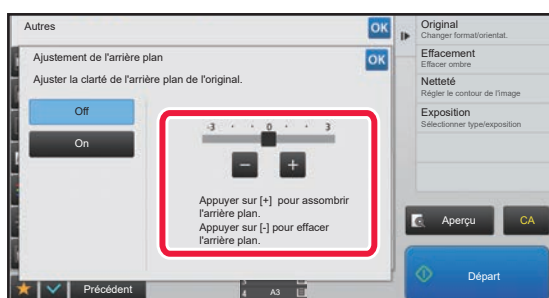 Autres
OK
Ajustement de l'arrière plan
OK
Ajuster la clarté de l'arrière plan de l'original.
Off
On
-3 0 3
- +
Appuyer sur [+] pour assombrir
l'arrière plan.
Appuyer sur [-] pour effacer
l'arrière plan.
Précédent
A3
Original
Changer format/orientat.
Effacement
Effacer ombre
Netteté
Régler le contour de l'image
Exposition
Sélectionner type/exposition
Aperçu
CA
Départ